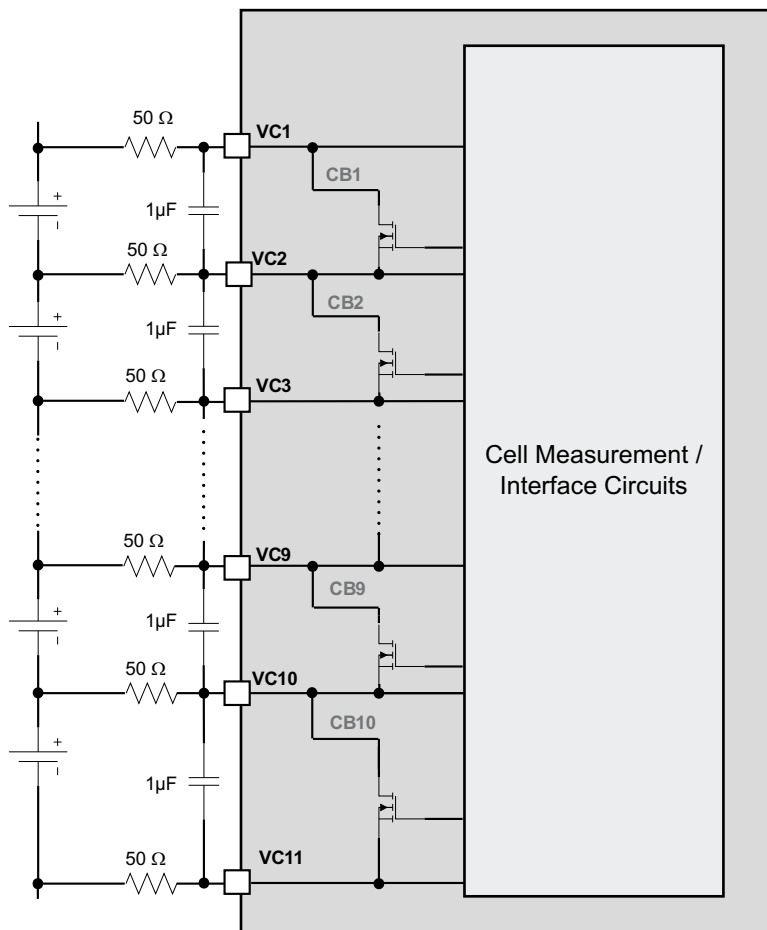 50 Ω
VC1
CB1
+
1µF
−
50 Ω
VC2
CB2
+
1µF
−
50 Ω
VC3
Cell Measurement /
Interface Circuits
50 Ω
VC9
CB9
+
1µF
−
50 Ω
VC10
CB10
+
1µF
−
50 Ω
VC11